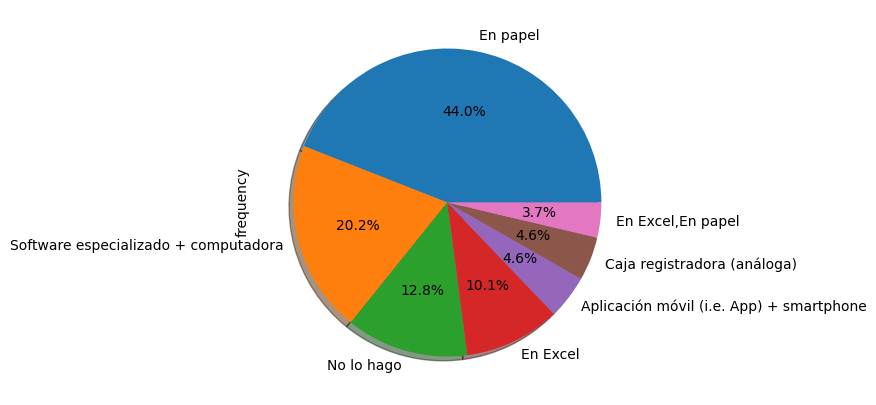 En papel
44.0%
frequency
20.2%
Software especializado + computadora
12.8%
No lo hago
10.1%
En Excel
4.6%
Aplicación móvil (i.e. App) + smartphone
4.6%
Caja registradora (análoga)
3.7%
En Excel,En papel